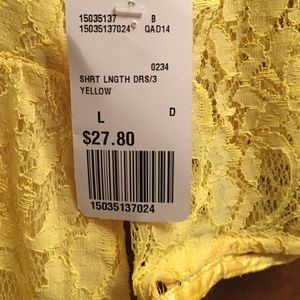 15035137 B
15035137024 QAD14
0234
SHRT LNGTH DRS/3
YELLOW
L D
$27.80
15035137024